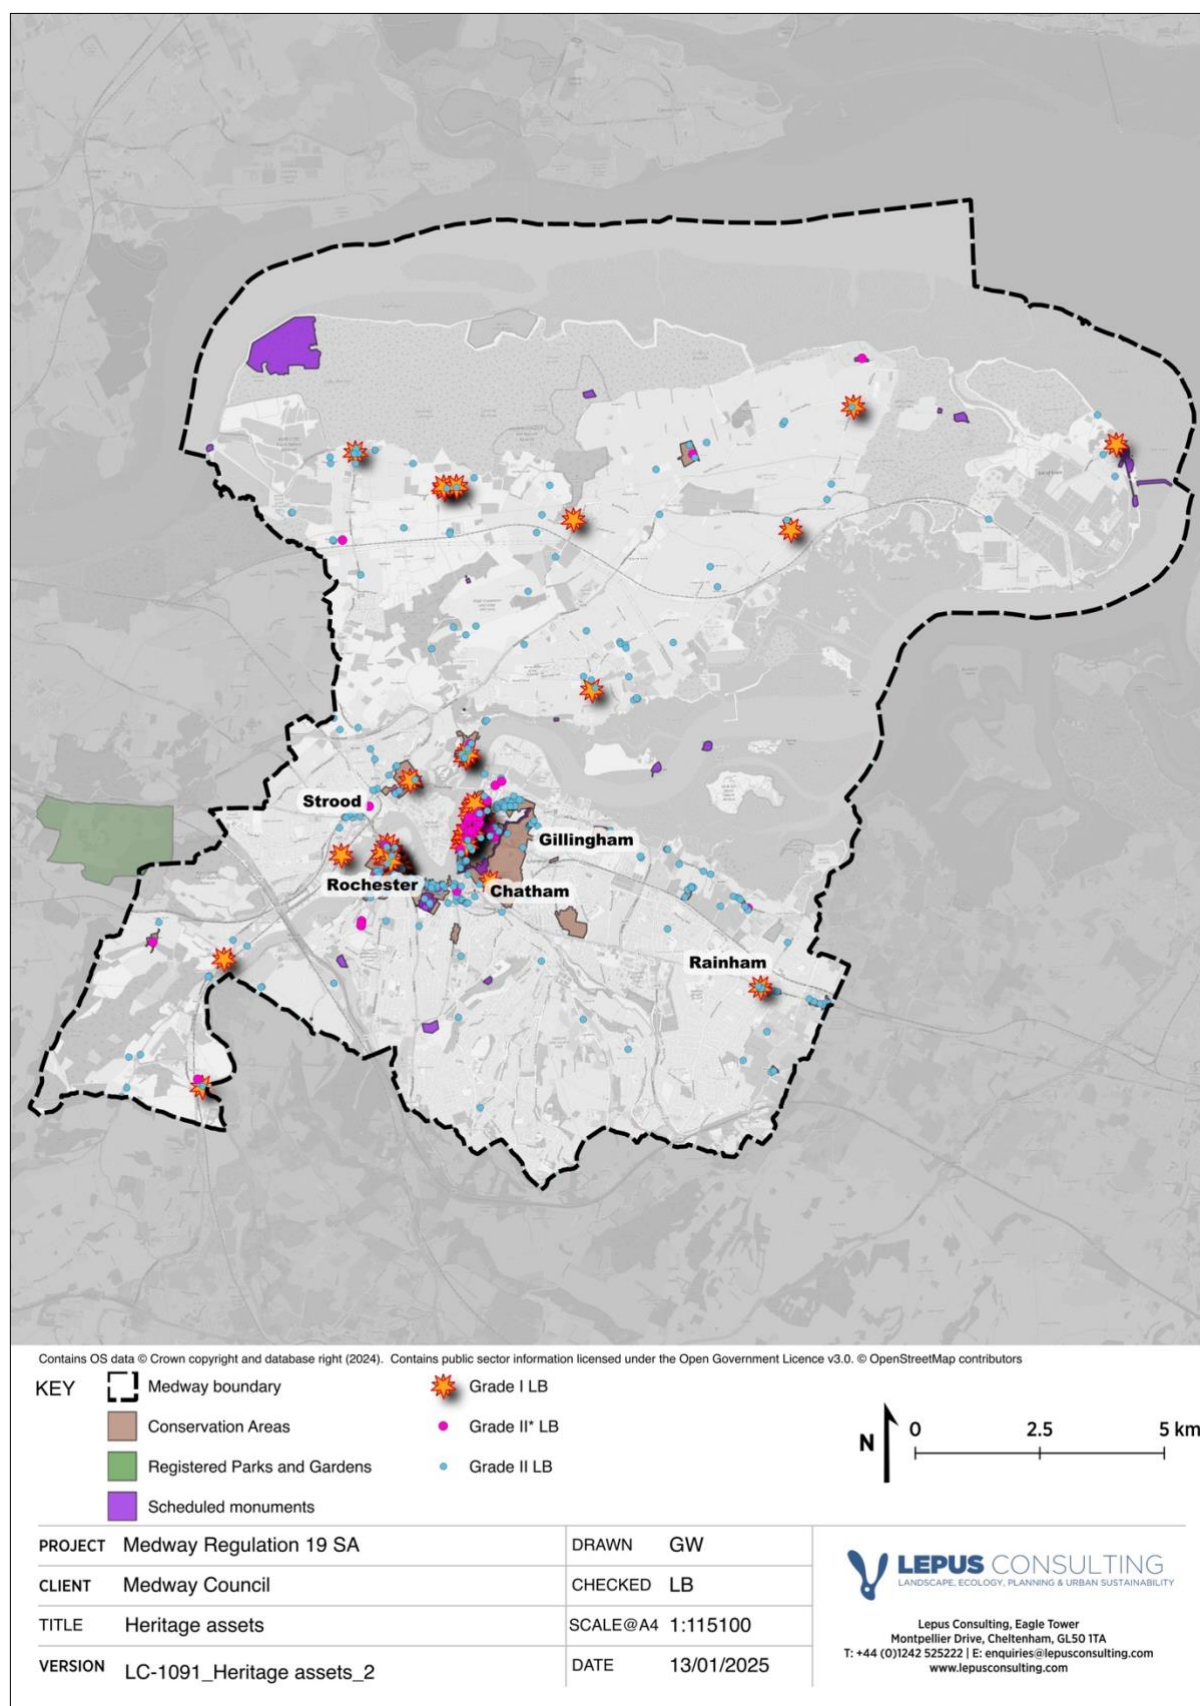 Strood
Gillingham
Rochester
Chatham
Rainham
Contains OS data © Crown copyright and database right (2024). Contains public sector information licensed under the Open Government Licence v3.0. © OpenStreetMap contributors
KEY
Medway boundary
Grade I LB
Conservation Areas
Grade II* LB
Registered Parks and Gardens
Grade II LB
Scheduled monuments
N
0 2.5 5 km
PROJECT Medway Regulation 19 SA
DRAWN GW
CLIENT Medway Council
CHECKED LB
TITLE Heritage assets
SCALE@A4 1:115100
VERSION LC-1091_Heritage assets_2
DATE 13/01/2025
LEPUS CONSULTING
LANDSCAPE, ECOLOGY, PLANNING & URBAN SUSTAINABILITY
Lepus Consulting, Eagle Tower
Montpellier Drive, Cheltenham, GL50 1TA
T: +44 (0)1242 525222 | E: enquiries@lepusconsulting.com
www.lepusconsulting.com